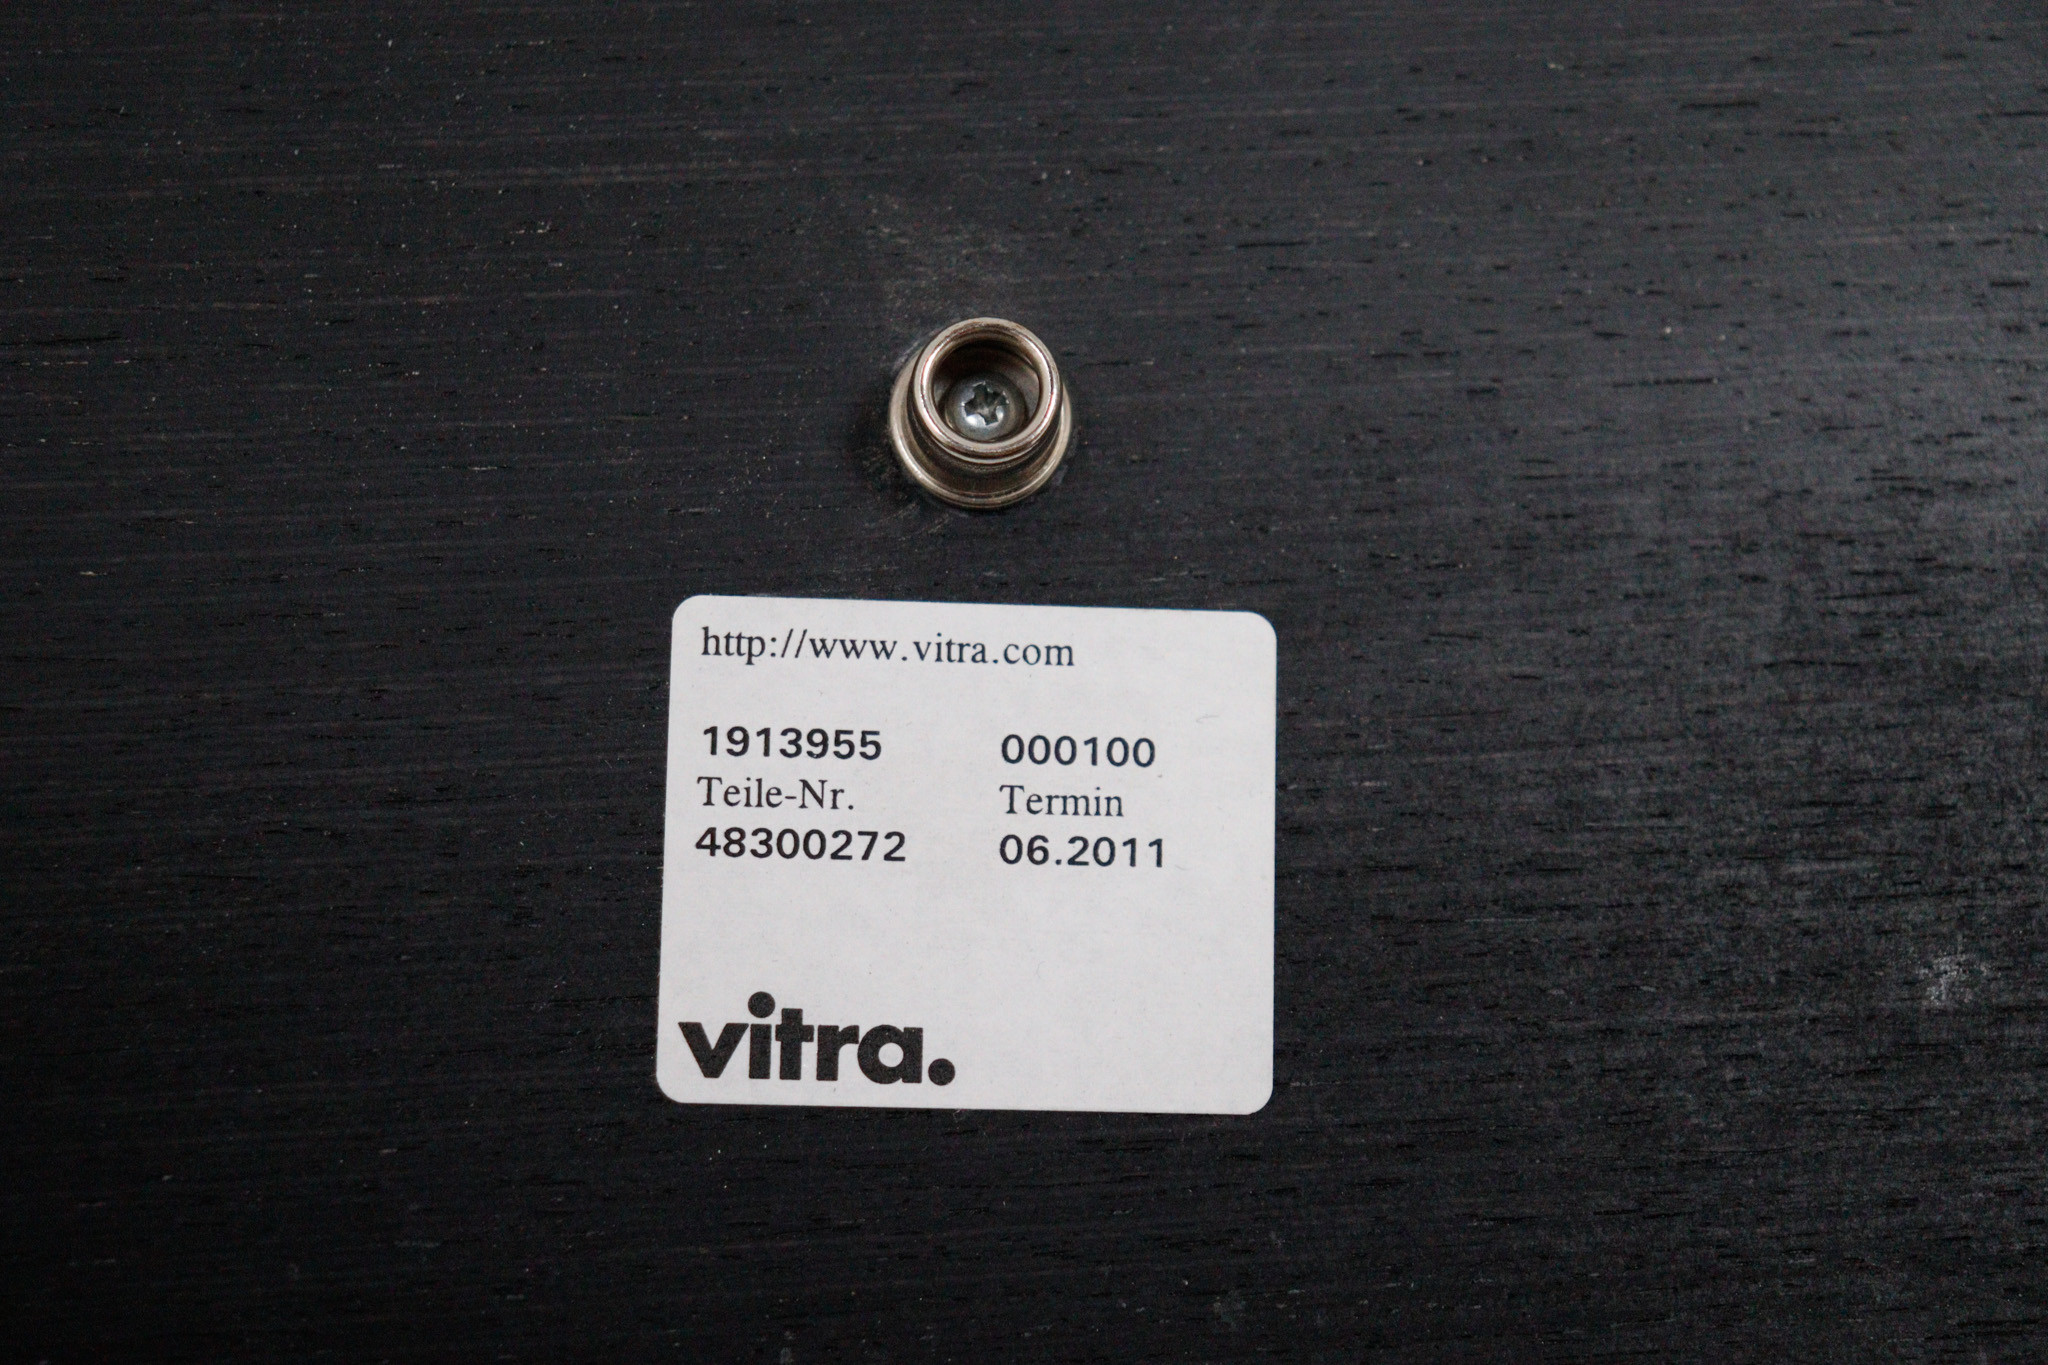 http://www.vitra.com
1913955 000100
Teile-Nr. Termin
48300272 06.2011
vitra.